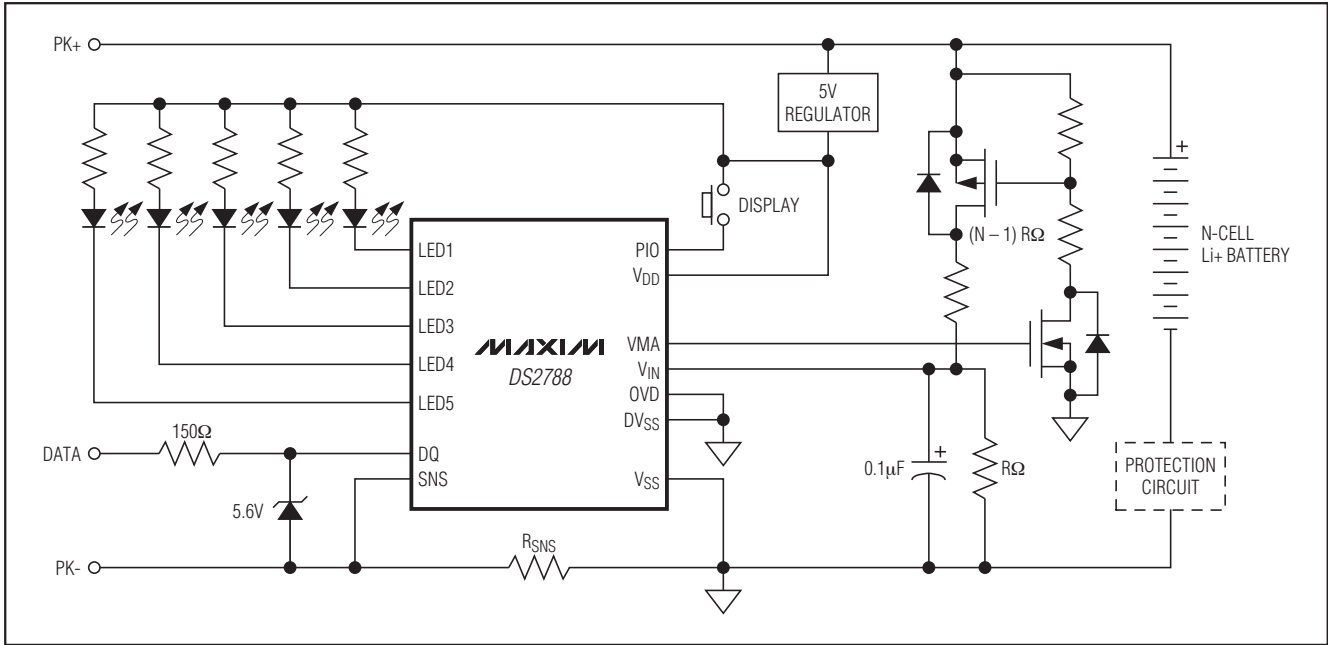 PK+
5V
REGULATOR
DISPLAY
(N – 1) RΩ
+
N-CELL
Li+ BATTERY
LED1
LED2
LED3
LED4
LED5
DQ
SNS
MAXIM
DS2788
PIO
VDD
VMA
VIN
OVD
DVSS
VSS
DATA
150Ω
5.6V
0.1µF
+
RΩ
PROTECTION
CIRCUIT
PK-
RSNS